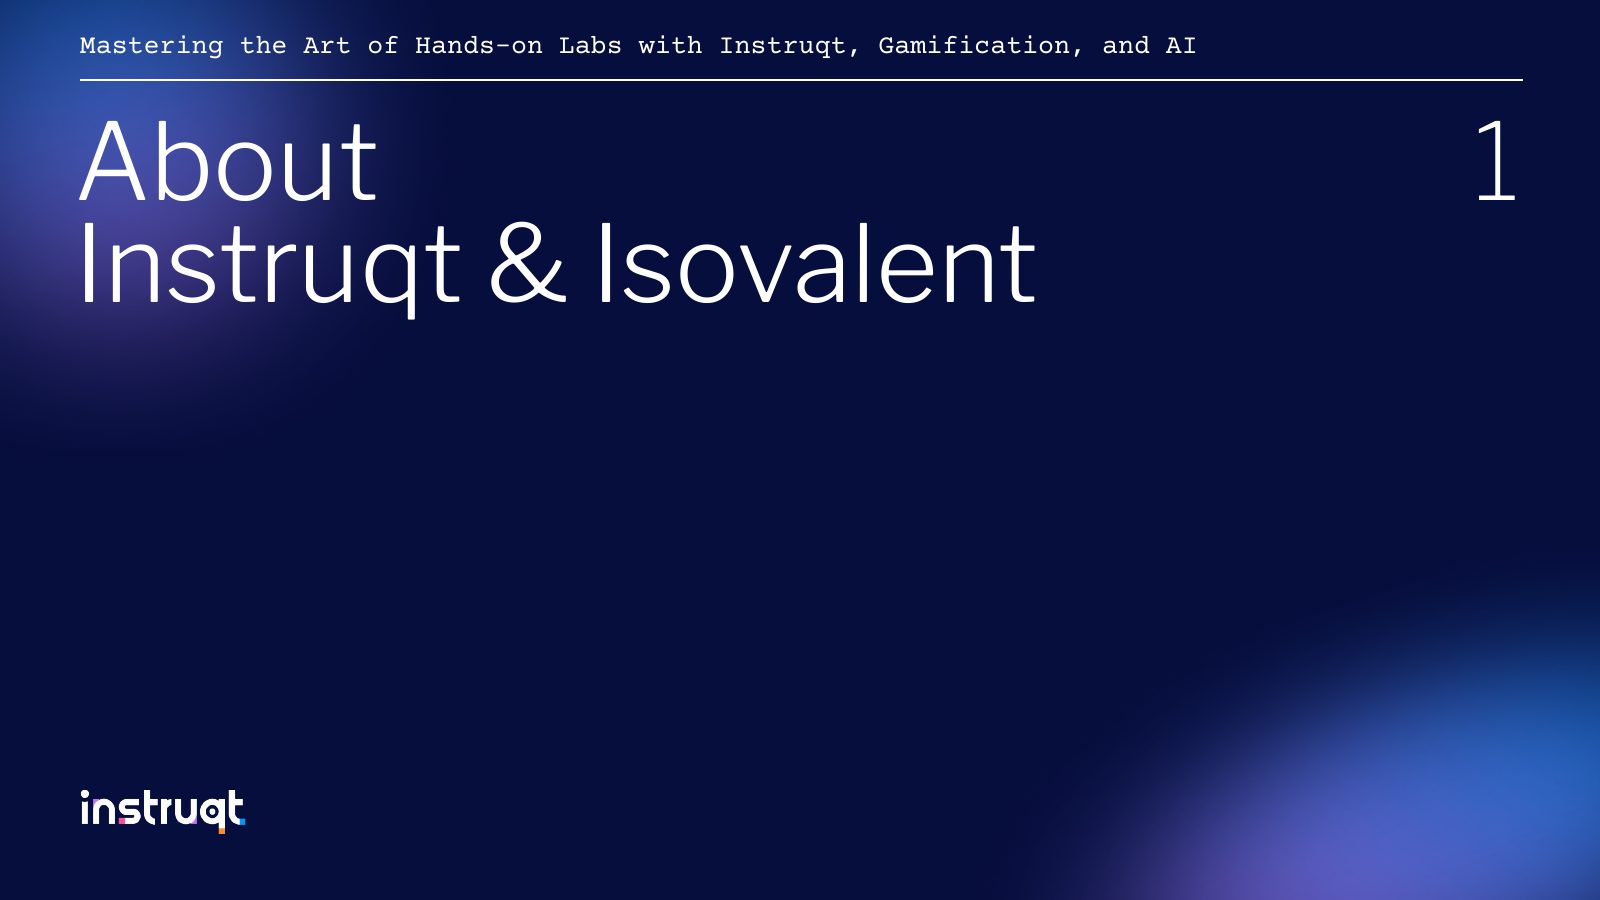 Mastering the Art of Hands-on Labs with Instruqt, Gamification, and AI
About
Instruqt & Isovalent
1
instruqt